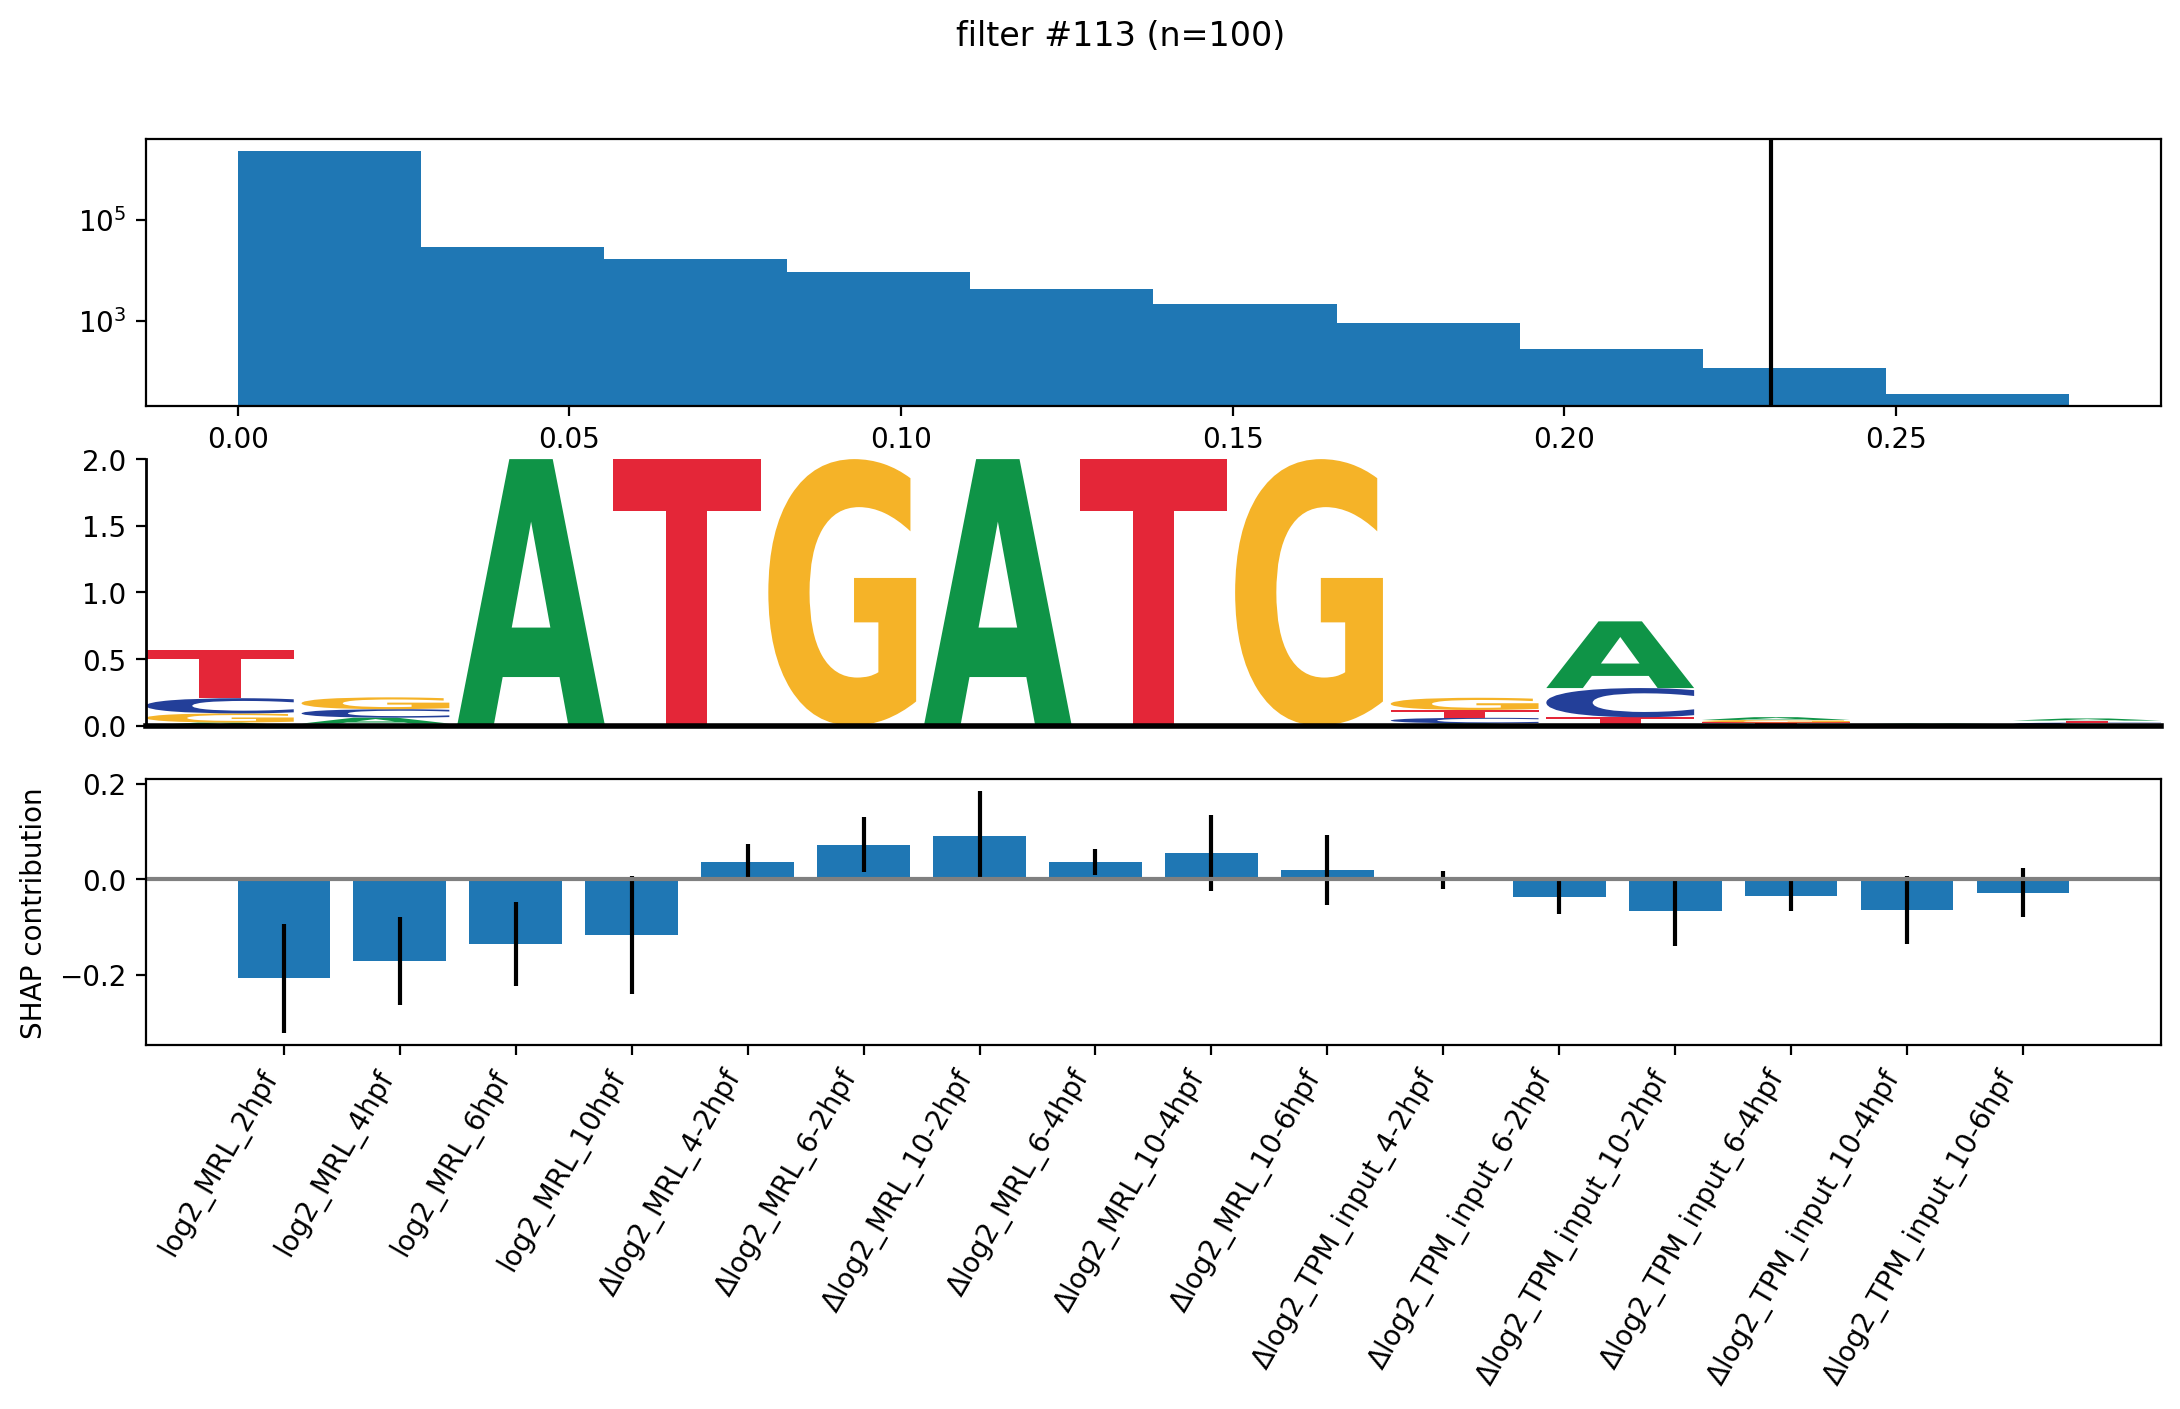 filter #113 (n=100)
10^5
10^3
0.00 0.05 0.10 0.15 0.20 0.25
2.0
1.5
1.0
0.5
0.0
ATGATG
0.2
0.0
−0.2
SHAP contribution
log2_MRL_2hpf
log2_MRL_4hpf
log2_MRL_6hpf
log2_MRL_10hpf
Δlog2_MRL_4-2hpf
Δlog2_MRL_6-2hpf
Δlog2_MRL_10-2hpf
Δlog2_MRL_6-4hpf
Δlog2_MRL_10-4hpf
Δlog2_MRL_10-6hpf
Δlog2_TPM_input_4-2hpf
Δlog2_TPM_input_6-2hpf
Δlog2_TPM_input_10-2hpf
Δlog2_TPM_input_6-4hpf
Δlog2_TPM_input_10-4hpf
Δlog2_TPM_input_10-6hpf